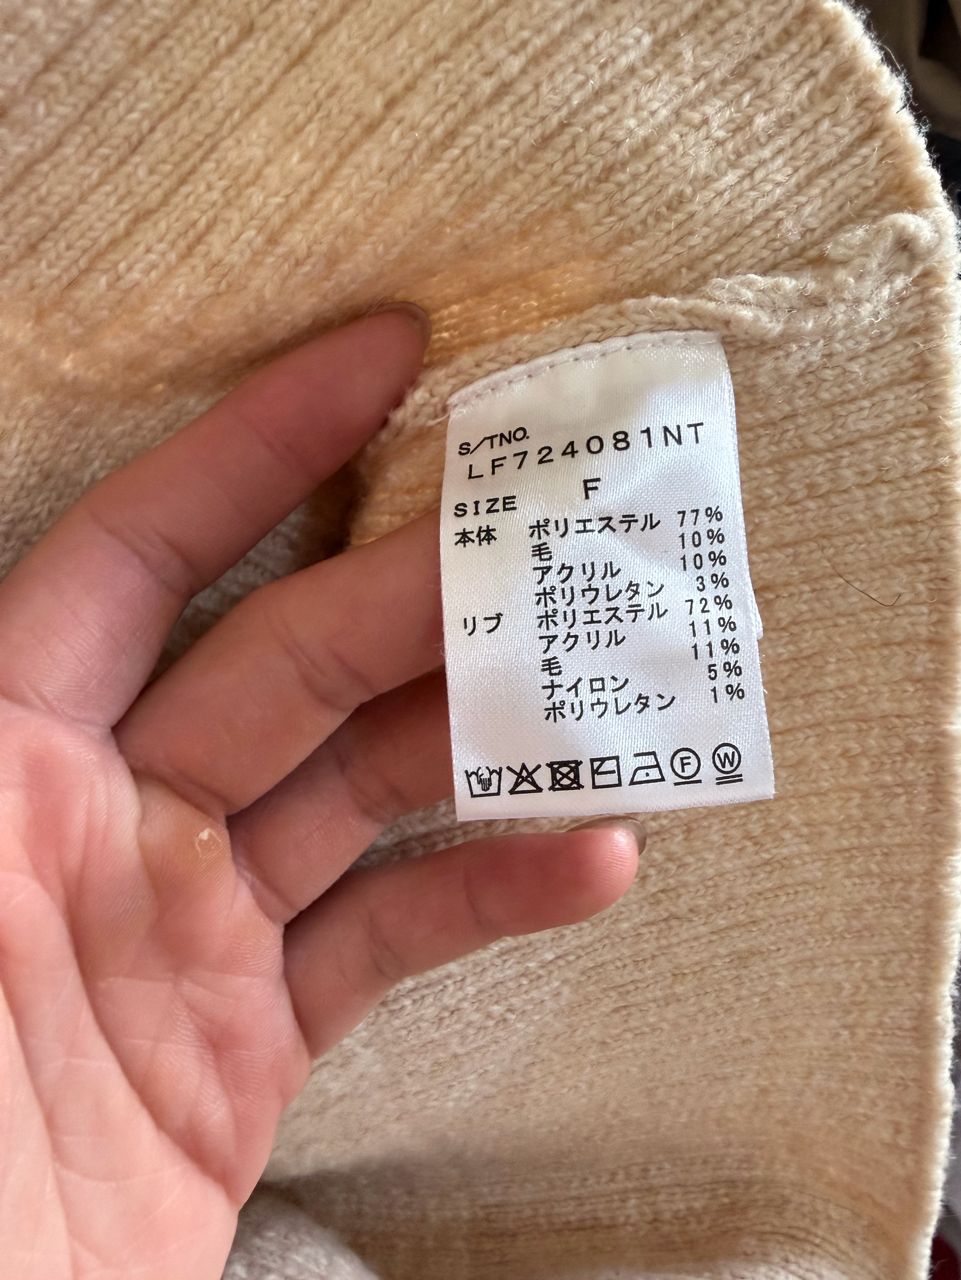 S/TNO.
LF724081NT
SIZE F
本体 ポリエステル 77%
毛 10%
アクリル 10%
ポリウレタン 3%
リブ ポリエステル 72%
アクリル 11%
毛 11%
ナイロン 5%
ポリウレタン 1%
F W